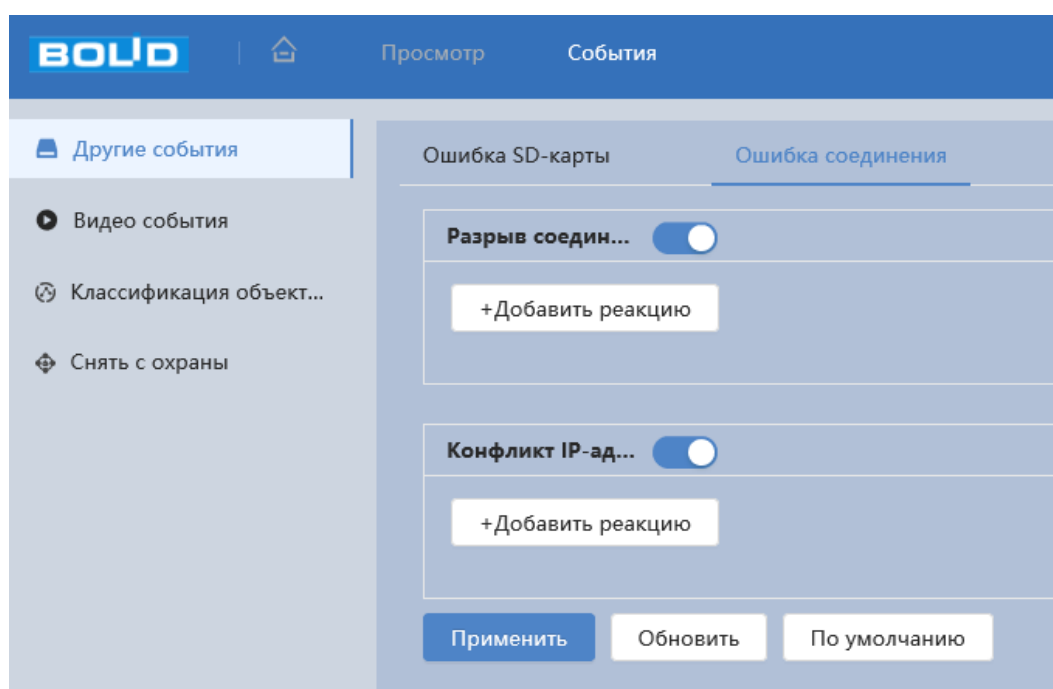 BOLID
Просмотр
События
Другие события
Видео события
Классификация объект...
Снять с охраны
Ошибка SD-карты
Ошибка соединения
Разрыв соедин...
+Добавить реакцию
Конфликт IP-ад...
+Добавить реакцию
Применить
Обновить
По умолчанию